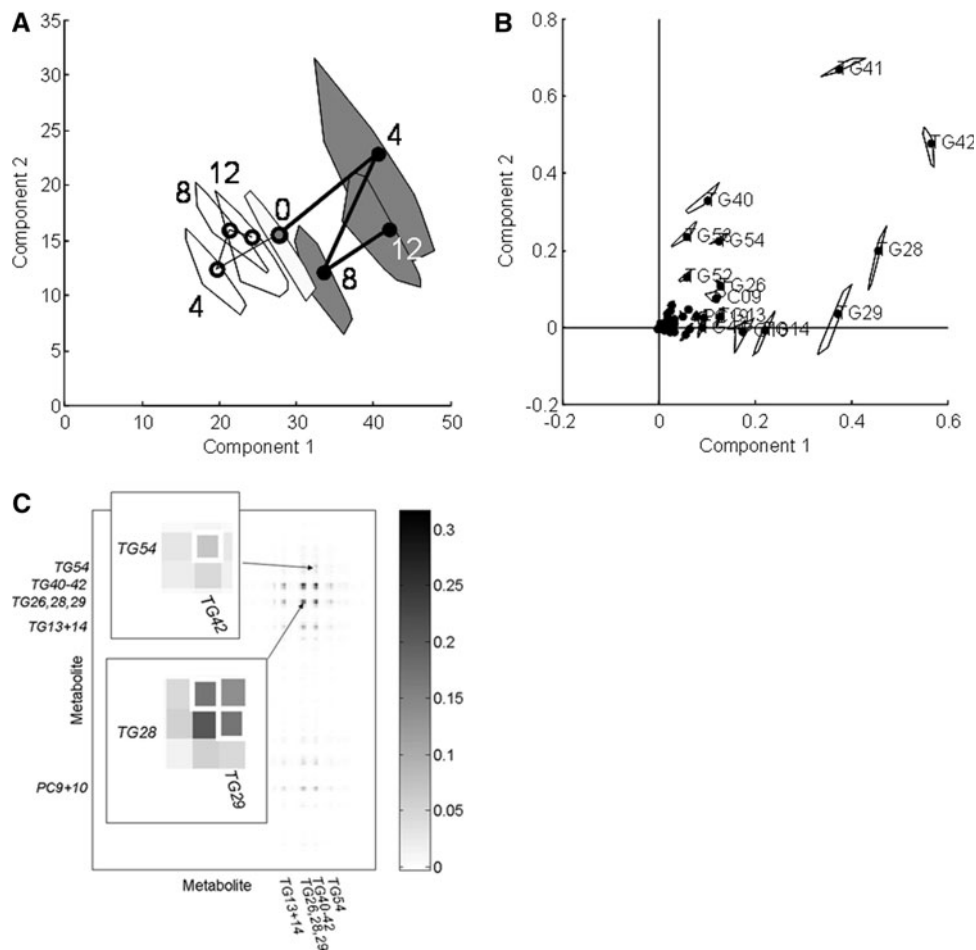 A
35
30
25
20
15
10
5
0
Component 2
0
10
20
30
40
50
Component 1
8
12
0
4
4
8
12
B
0.8
0.6
0.4
0.2
0
-0.2
Component 2
-0.2
0
0.2
0.4
0.6
Component 1
TG41
TG42
TG40
TG54
TG28
TG52
TG26
TG29
C
TG54
TG40-42
TG26,28,29
TG13+14
Metabolite
PC9+10
TG54
TG42
TG28
TG29
Metabolite
TG13+14
TG26,28,29
TG40-42
TG54
0.3
0.25
0.2
0.15
0.1
0.05
0